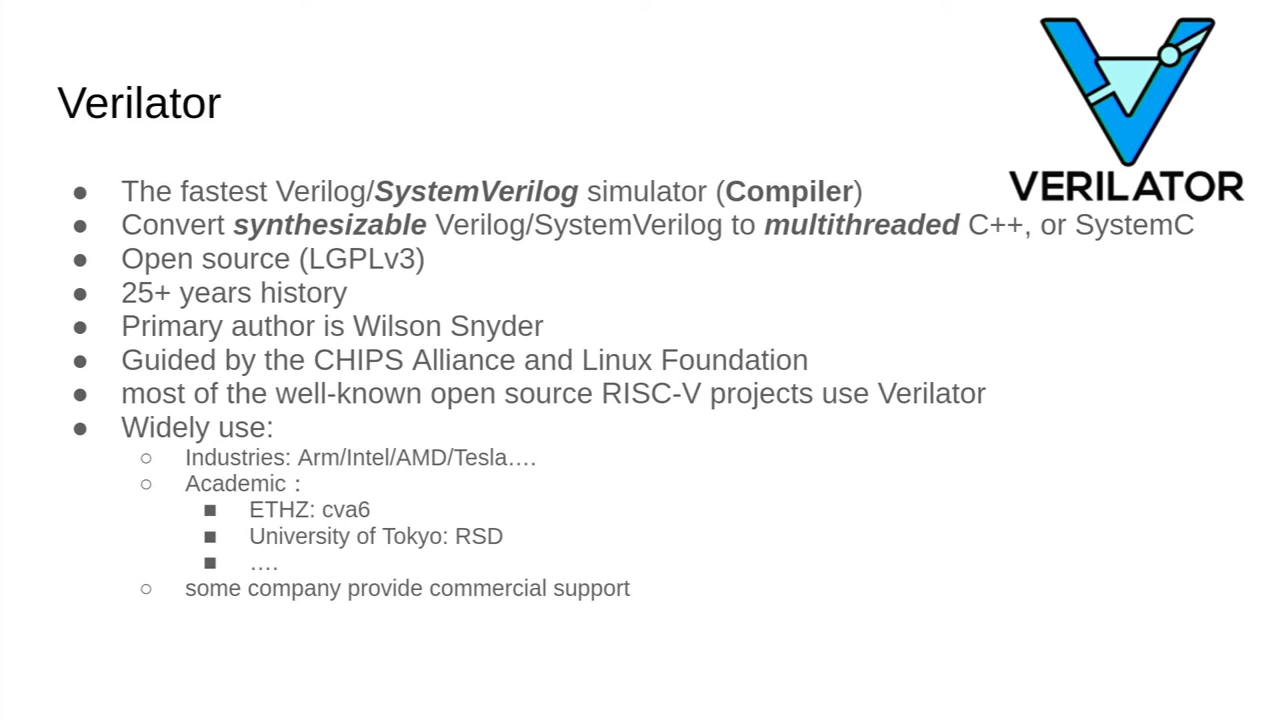 VERILATOR
Verilator
● The fastest Verilog/SystemVerilog simulator (Compiler)
● Convert synthesizable Verilog/SystemVerilog to multithreaded C++, or SystemC
● Open source (LGPLv3)
● 25+ years history
● Primary author is Wilson Snyder
● Guided by the CHIPS Alliance and Linux Foundation
● most of the well-known open source RISC-V projects use Verilator
● Widely use:
○ Industries: Arm/Intel/AMD/Tesla….
○ Academic：
■ ETHZ: cva6
■ University of Tokyo: RSD
■ ….
○ some company provide commercial support